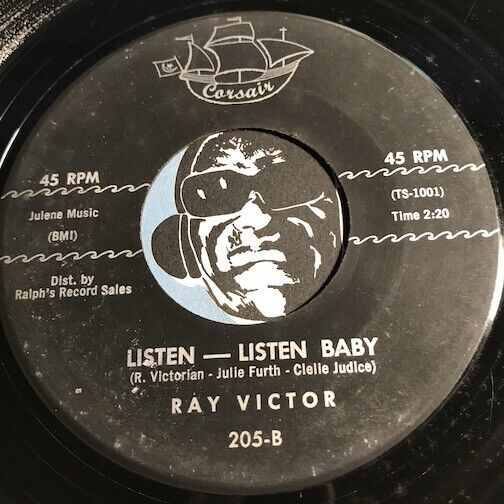 Corsair
45 RPM
Julene Music
(BMI)
Dist. by
Ralph's Record Sales
45 RPM
(TS-1001)
Time 2:20
LISTEN — LISTEN BABY
(R. Victorian - Julie Furth - Clelie Judice)
RAY VICTOR
205-B